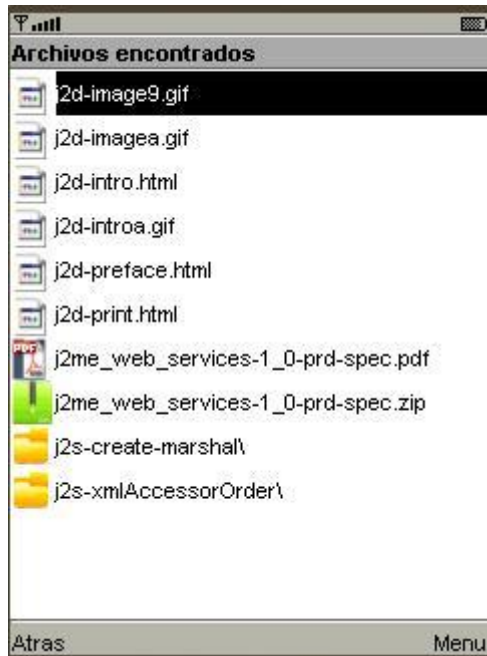 Archivos encontrados
j2d-image9.gif
j2d-imagea.gif
j2d-intro.html
j2d-introa.gif
j2d-preface.html
j2d-print.html
j2me_web_services-1_0-prd-spec.pdf
j2me_web_services-1_0-prd-spec.zip
j2s-create-marshal\
j2s-xmlAccessorOrder\
Atras Menu